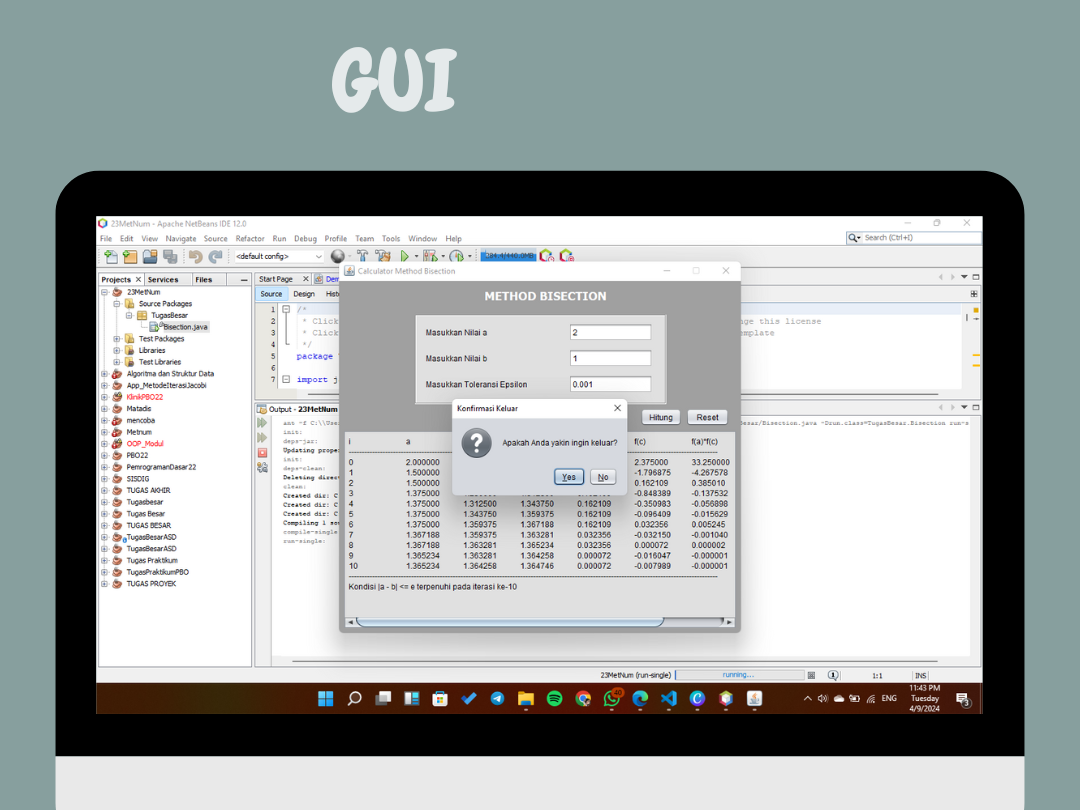 GUI
23MetNum - Apache NetBeans IDE 12.0
File Edit View Navigate Source Refactor Run Debug Profile Team Tools Window Help
Search (Ctrl+I)
<default config>
Projects Services Files
23MetNum
Source Packages
TugasBesar
Bisection.java
Test Packages
Libraries
Test Libraries
Algoritma dan Struktur Data
App_MetodeIterasiJacobi
KlinikPBO22
Matadis
mencoba
Metnum
OOP_Modul
PBO22
PemrogramanDasar22
SISDIG
TUGAS AKHIR
Tugasbesar
Tugas Besar
TUGAS BESAR
TugasBesarASD
TugasBesarASD
Tugas Praktikum
TugasPraktikumPBO
TUGAS PROYEK
Start Page
Source Design
1 /*
2 * Click
3 * Click
4 */
5 package
6
7 import
ge this license
mplate
Output - 23MetNum
init:
deps-jar:
Updating
init:
deps-clean:
Deleting
clean:
Created dir: C
Created dir: C
Created dir: C
Compiling 1
compile-single
run-single:
esar/Bisection.java -Drun.class=TugasBesar.Bisection run-s
Calculator Method Bisection
METHOD BISECTION
Masukkan Nilai a 2
Masukkan Nilai b 1
Masukkan Toleransi Epsilon 0.001
Hitung Reset
Konfirmasi Keluar
Apakah Anda yakin ingin keluar?
Yes No
i a f(c) f(a)*f(c)
0 2.000000 2.375000 33.250000
1 1.500000 -1.796875 -4.267578
2 1.500000 0.162109 0.385010
3 1.375000 -0.848389 -0.137532
4 1.375000 1.312500 1.343750 0.162109 -0.350983 -0.056898
5 1.375000 1.343750 1.359375 0.162109 -0.096409 -0.015629
6 1.375000 1.359375 1.367188 0.162109 0.032356 0.005245
7 1.367188 1.359375 1.363281 0.032356 -0.032150 -0.001040
8 1.367188 1.363281 1.365234 0.032356 0.000072 0.000002
9 1.365234 1.363281 1.364258 0.000072 -0.016047 -0.000001
10 1.365234 1.364258 1.364746 0.000072 -0.007989 -0.000001
Kondisi |a - b| <= e terpenuhi pada iterasi ke-10
23MetNum (run-single) running... 1:1 INS
ENG
11:43 PM
Tuesday
4/9/2024